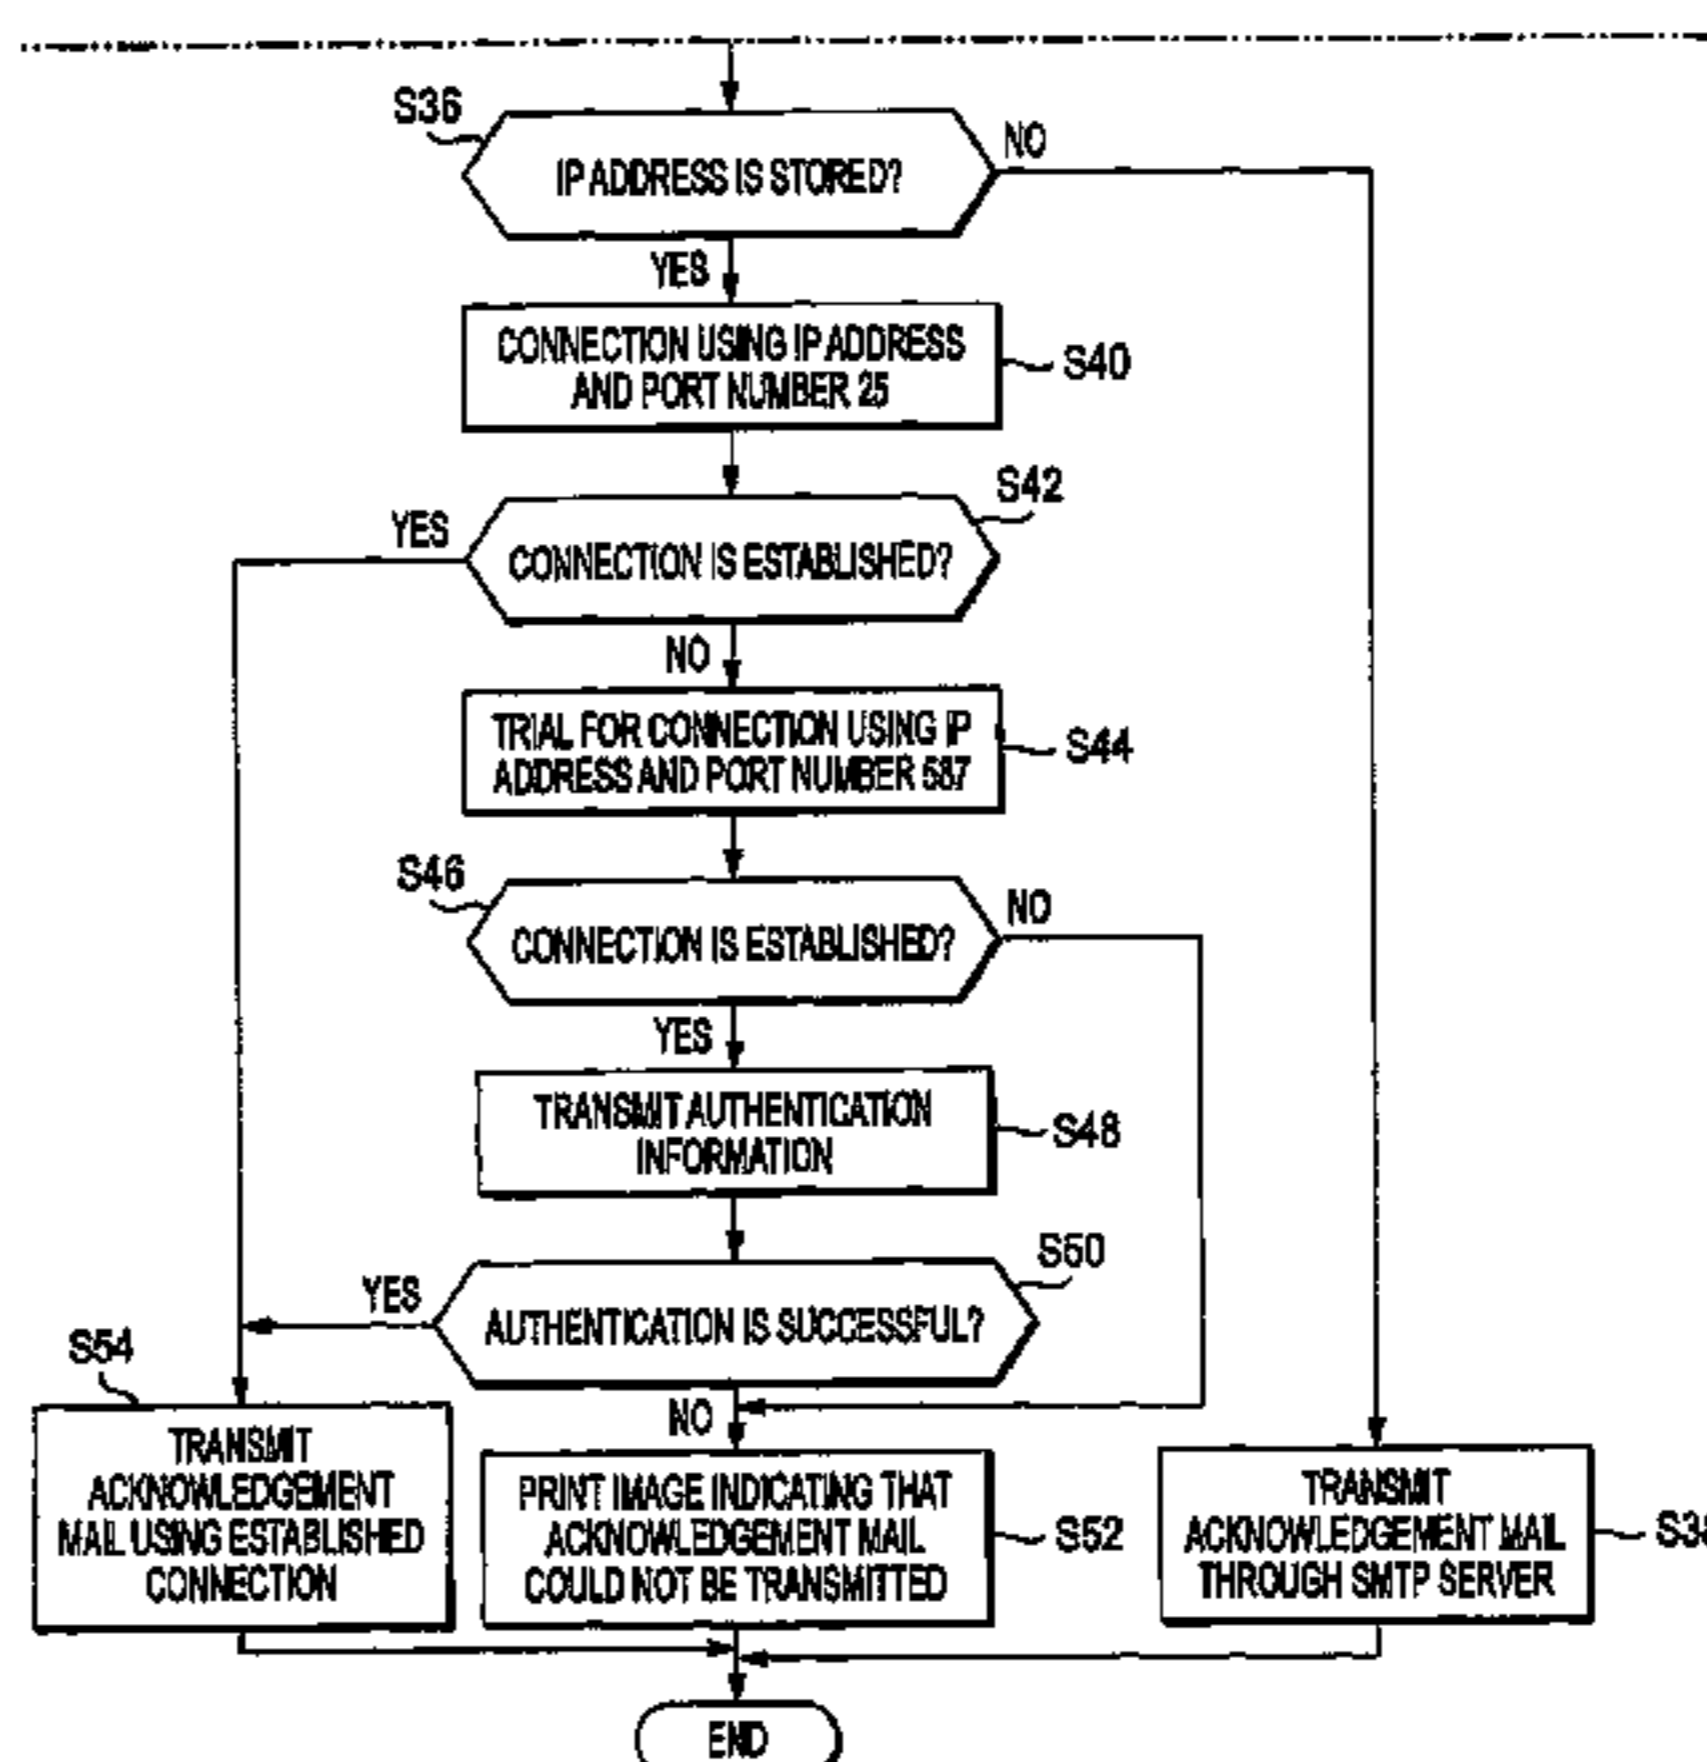 S36
IP ADDRESS IS STORED?
NO
YES
CONNECTION USING IP ADDRESS
AND PORT NUMBER 25
S40
S42
YES
CONNECTION IS ESTABLISHED?
NO
TRIAL FOR CONNECTION USING IP
ADDRESS AND PORT NUMBER 587
S44
S46
NO
CONNECTION IS ESTABLISHED?
YES
TRANSMIT AUTHENTICATION
INFORMATION
S48
S50
YES
AUTHENTICATION IS SUCCESSFUL?
S54
NO
TRANSMIT
ACKNOWLEDGEMENT
MAIL USING ESTABLISHED
CONNECTION
PRINT IMAGE INDICATING THAT
ACKNOWLEDGEMENT MAIL
COULD NOT BE TRANSMITTED
S52
TRANSMIT
ACKNOWLEDGEMENT MAIL
THROUGH SMTP SERVER
END